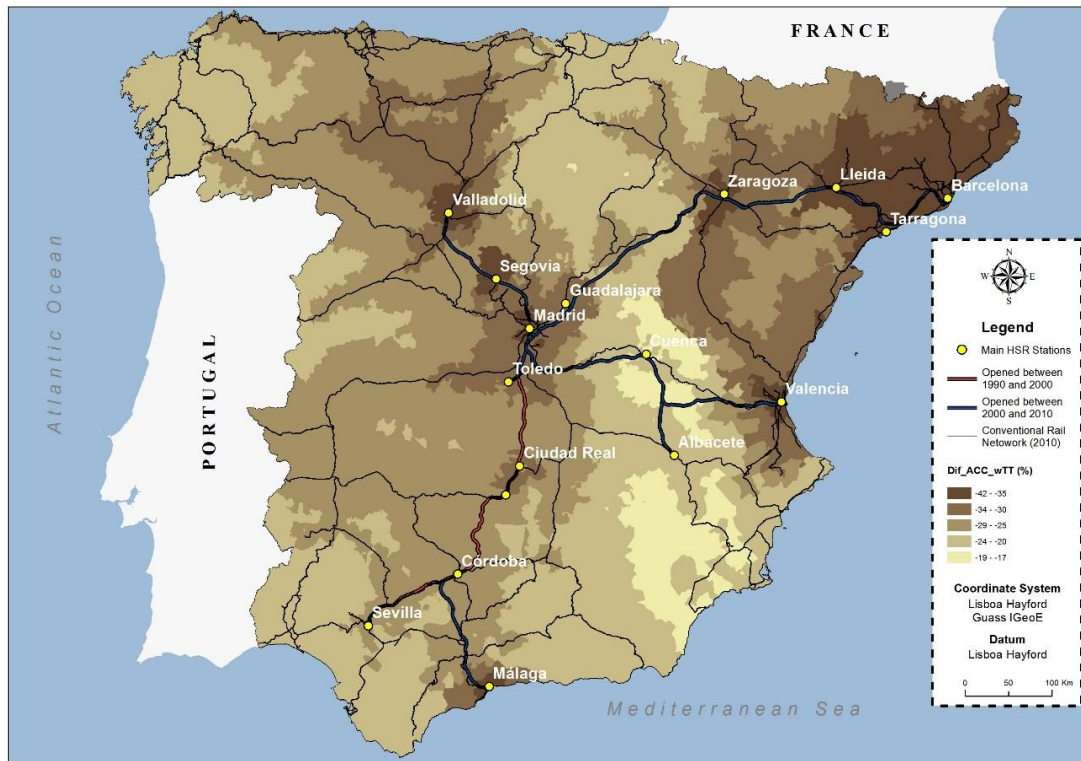 FRANCE
Zaragoza
Lleida
Barcelona
Valladolid
Tarragona
Segovia
Guadalajara
Madrid
Cuenca
Toledo
Valencia
Ciudad Real
Albacete
Córdoba
Sevilla
Málaga
Atlantic Ocean
PORTUGAL
Mediterranean Sea
N
W
E
S
Legend
Main HSR Stations
Opened between
1990 and 2000
Opened between
2000 and 2010
Conventional Rail
Netowork (2010)
Dif_ACC_wTT (%)
-42 - -35
-34 - -30
-29 - -25
-24 - -20
-19 - -17
Coordinate System
Lisboa Hayford
Guass IGeoE
Datum
Lisboa Hayford
0 50 100 Km